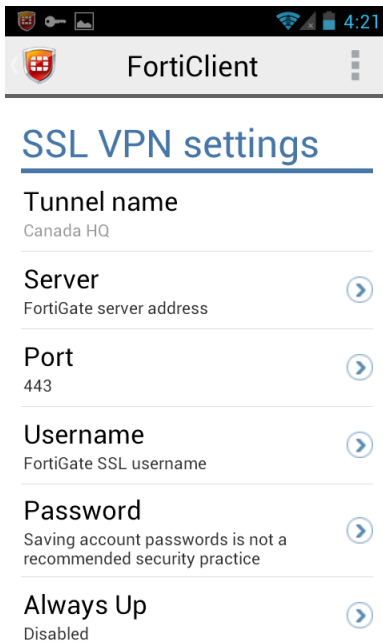 4:21
FortiClient
SSL VPN settings
Tunnel name
Canada HQ
Server
FortiGate server address
Port
443
Username
FortiGate SSL username
Password
Saving account passwords is not a
recommended security practice
Always Up
Disabled